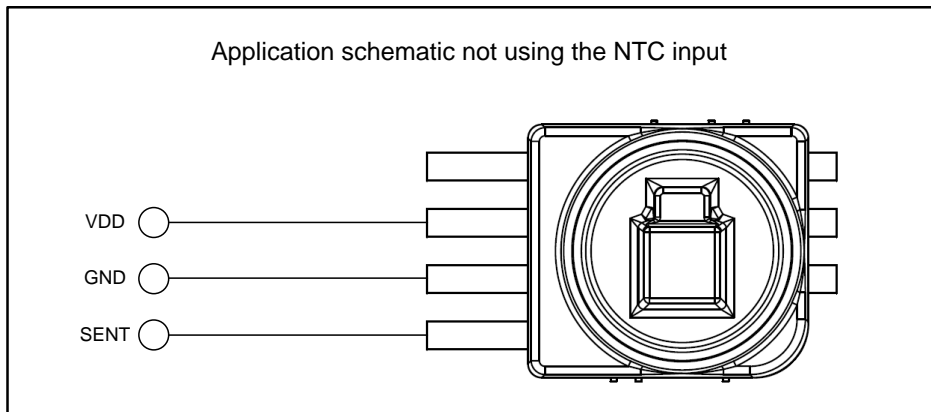 Application schematic not using the NTC input
VDD
GND
SENT